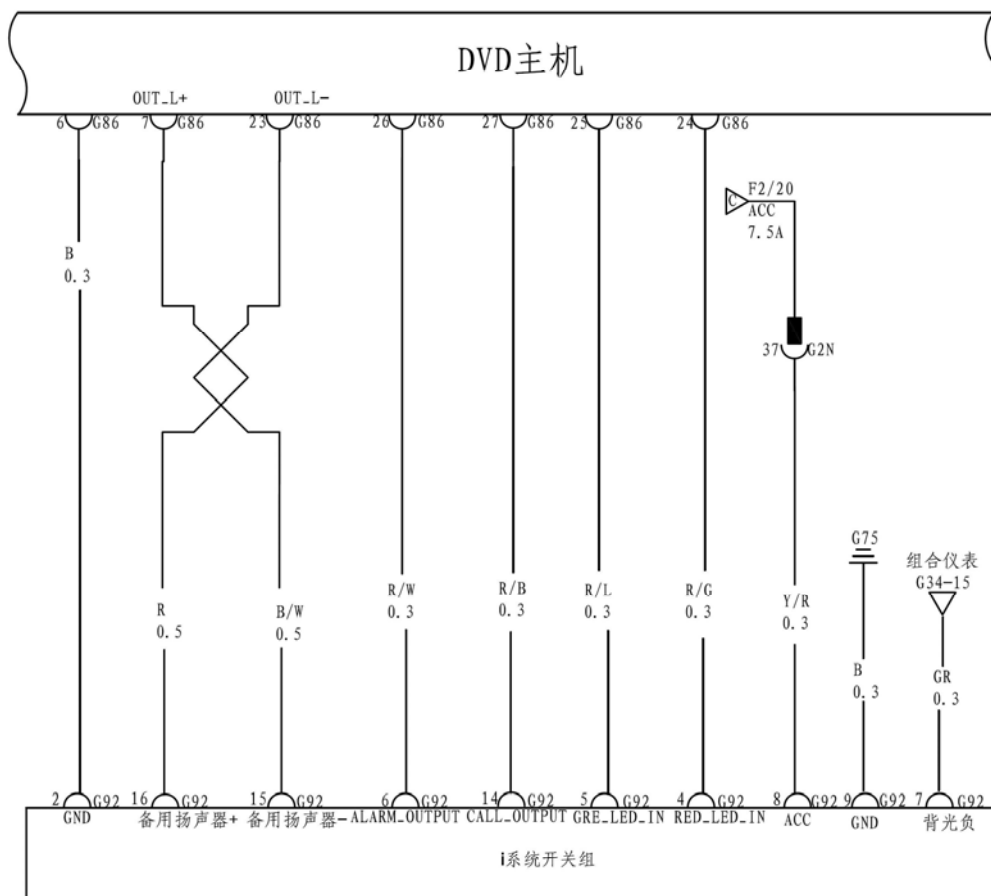 DVD主机
OUT_L+ OUT_L-
6 G86 7 G86 23 G86 26 G86 27 G86 25 G86 24 G86
F2/20
C
ACC
7.5A
B
0.3
37 G2N
G75
组合仪表
G34-15
R/W R/B R/L R/G
R B/W Y/R
0.3 0.3 0.3 0.3
0.5 0.5 0.3
B GR
0.3 0.3
2 G92 16 G92 15 G92 6 G92 14 G92 5 G92 4 G92 8 G92 9 G92 7 G92
GND 备用扬声器+ 备用扬声器- ALARM_OUTPUT CALL_OUTPUT GRE_LED_IN RED_LED_IN ACC GND 背光负
i系统开关组